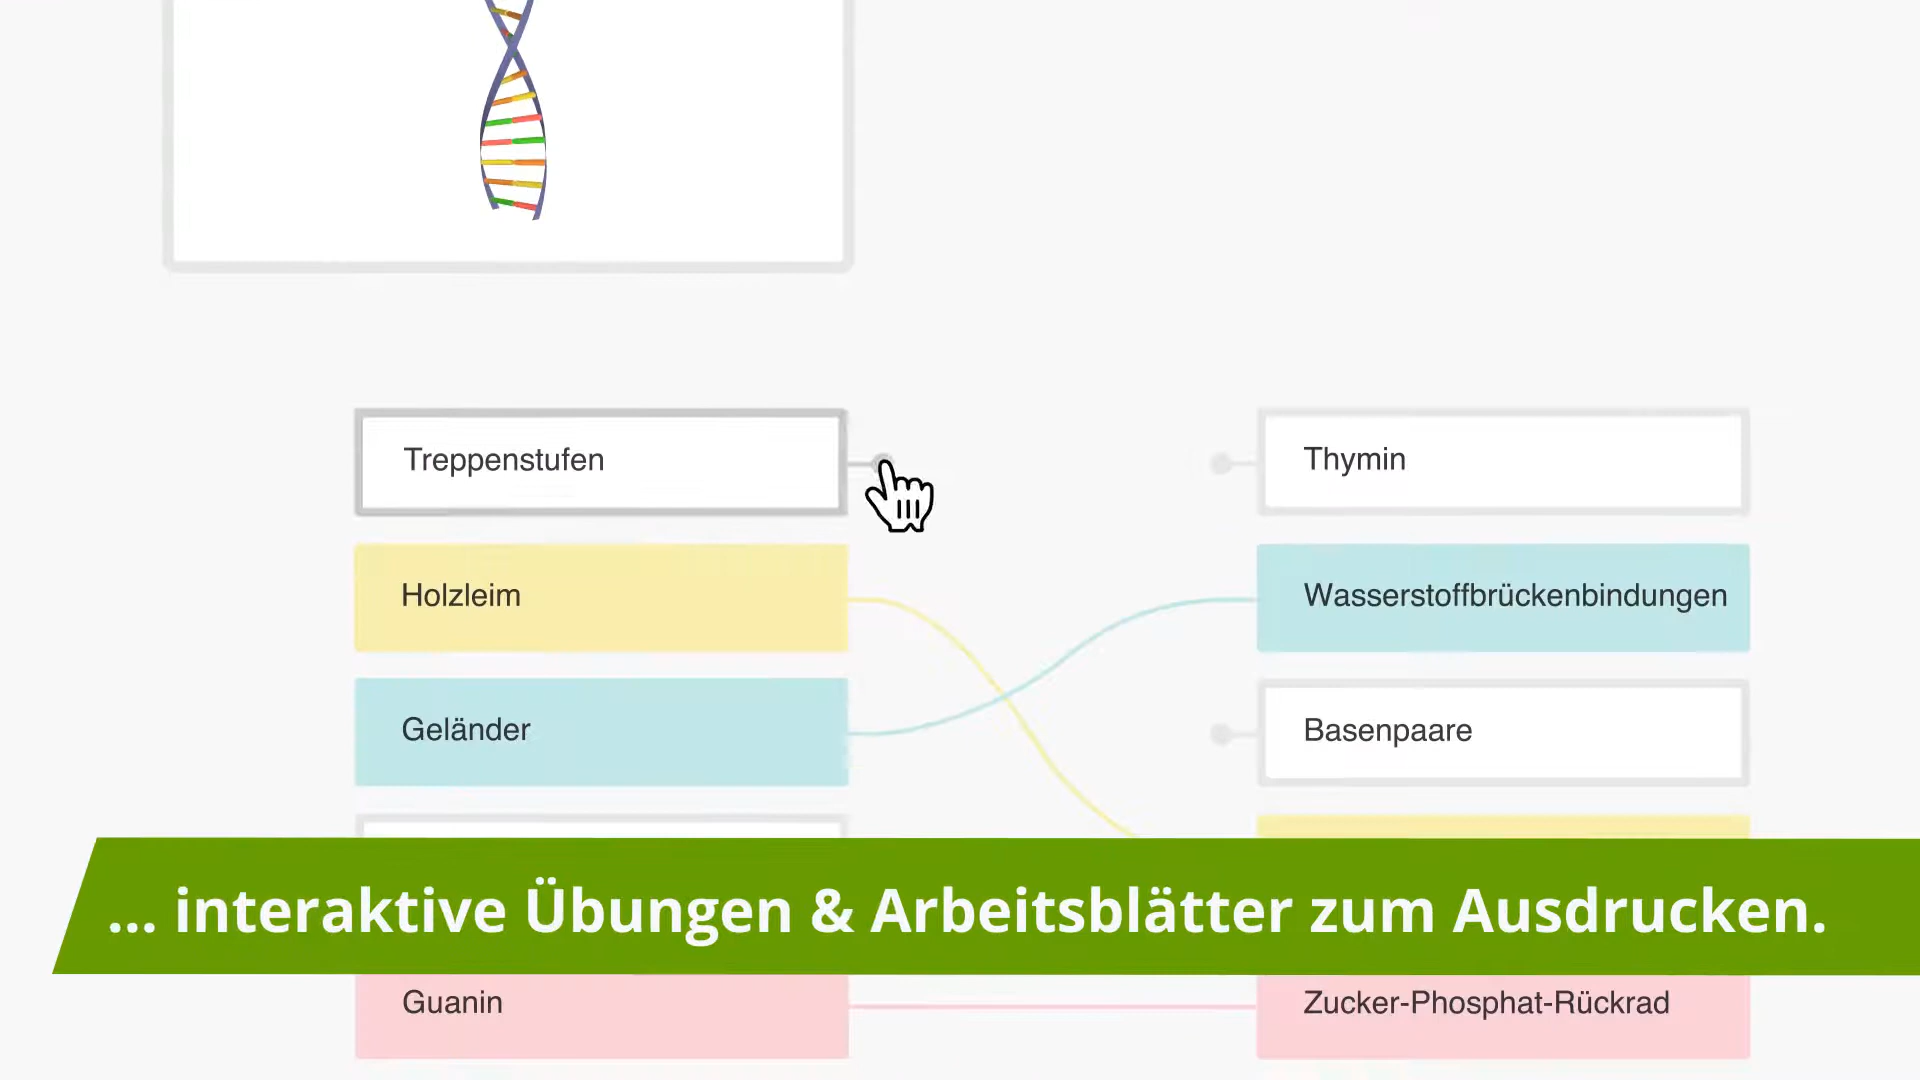 Treppenstufen
Thymin
Holzleim
Wasserstoffbrückenbindungen
Geländer
Basenpaare
... interaktive Übungen & Arbeitsblätter zum Ausdrucken.
Guanin
Zucker-Phosphat-Rückrad